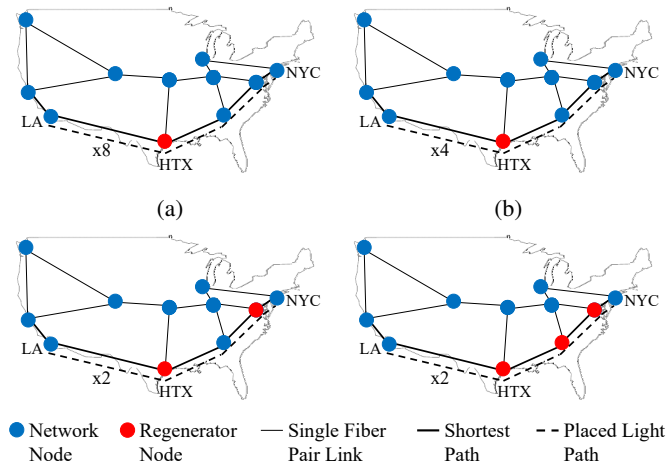 NYC
NYC
LA
LA
x8
HTX
x4
HTX
(a)
(b)
NYC
NYC
LA
LA
x2
HTX
x2
HTX
Network Node
Regenerator Node
Single Fiber Pair Link
Shortest Path
Placed Light Path